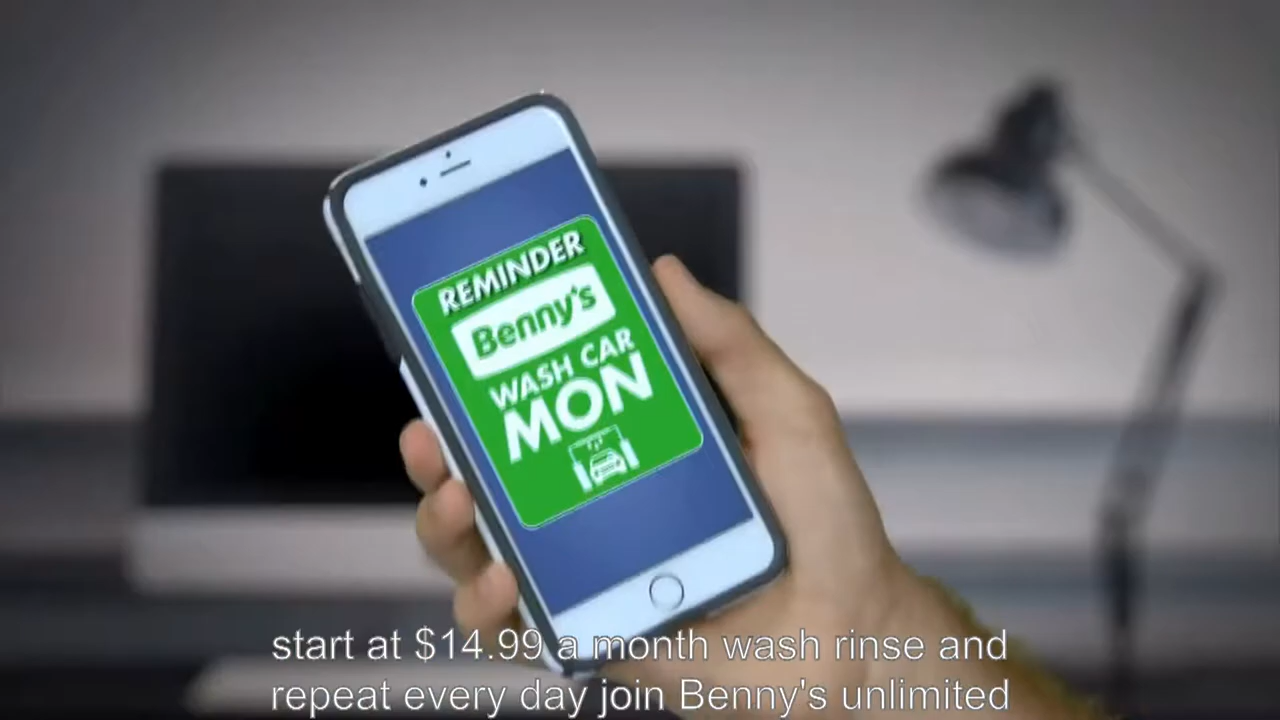 REMINDER
Benny's
WASH CAR
MON
start at $14.99 a month wash rinse and
repeat every day join Benny's unlimited